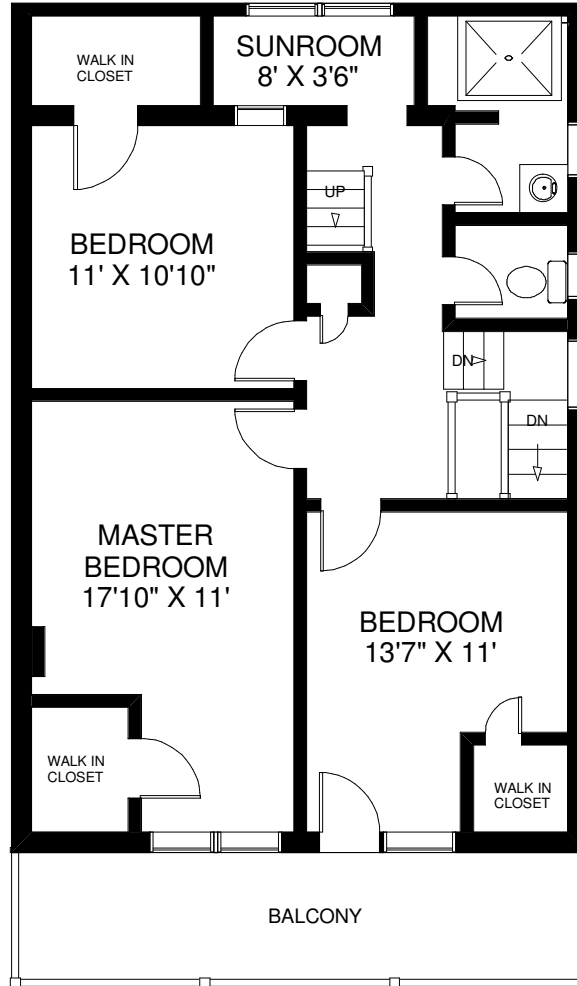 WALK IN
CLOSET
SUNROOM
8' X 3'6"
UP
BEDROOM
11' X 10'10"
DN
DN
MASTER
BEDROOM
17'10" X 11'
BEDROOM
13'7" X 11'
WALK IN
CLOSET
WALK IN
CLOSET
BALCONY